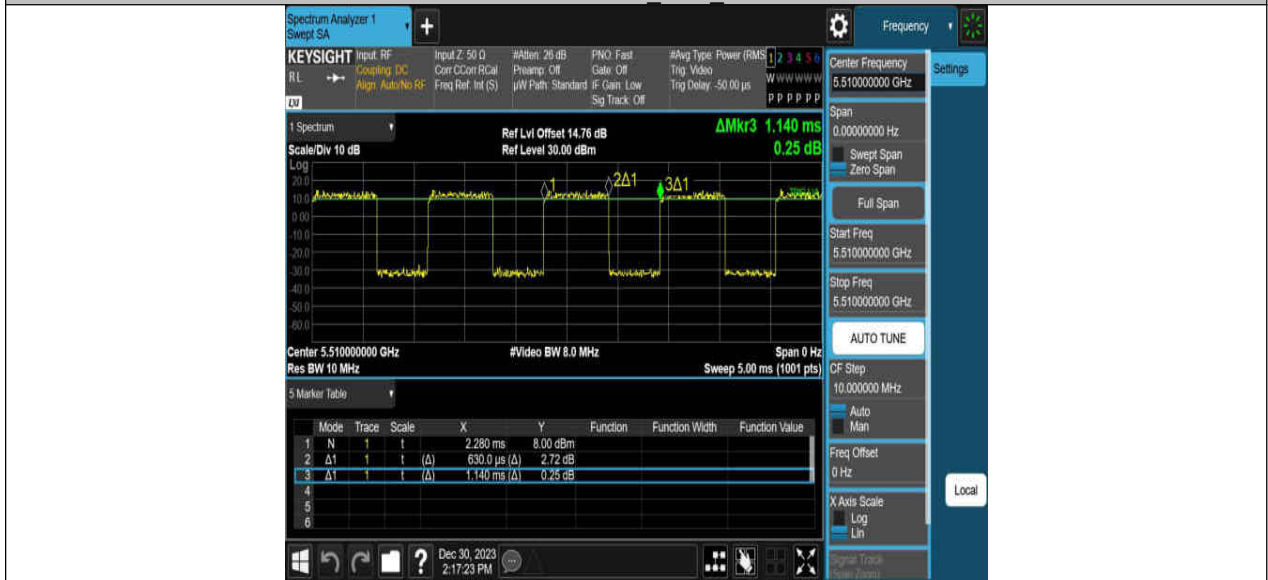 Spectrum Analyzer 1
Swept SA
+
Frequency
KEYSIGHT
RL
LXI
Input: RF
Coupling: DC
Align: Auto/No RF
Input Z: 50 Ω
Corr CCorr RCal
Freq Ref: Int (S)
#Atten: 26 dB
Preamp: Off
µW Path: Standard
PNO: Fast
Gate: Off
IF Gain: Low
Sig Track: Off
#Avg Type: Power (RMS
Trig: Video
Trig Delay: -50.00 µs
1 2 3 4 5 6
W W W W W W
P P P P P P
Center Frequency
5.510000000 GHz
Settings
1 Spectrum
Scale/Div 10 dB
Ref Lvl Offset 14.76 dB
Ref Level 30.00 dBm
ΔMkr3 1.140 ms
0.25 dB
Span
0.00000000 Hz
Swept Span
Zero Span
Full Span
Log
20.0
10.0
0.00
-10.0
-20.0
-30.0
-40.0
-50.0
-60.0
1
2Δ1
3Δ1
Start Freq
5.510000000 GHz
Stop Freq
5.510000000 GHz
AUTO TUNE
Center 5.510000000 GHz
#Video BW 8.0 MHz
Span 0 Hz
Res BW 10 MHz
Sweep 5.00 ms (1001 pts)
CF Step
10.000000 MHz
Auto
Man
5 Marker Table
Mode Trace Scale X Y Function Function Width Function Value
1 N 1 t 2.280 ms 8.00 dBm
2 Δ1 1 t (Δ) 630.0 µs (Δ) 2.72 dB
3 Δ1 1 t (Δ) 1.140 ms (Δ) 0.25 dB
4
5
6
Freq Offset
0 Hz
X Axis Scale
Log
Lin
Local
Signal Track
(Span Zoom)
?
Dec 30, 2023
2:17:23 PM